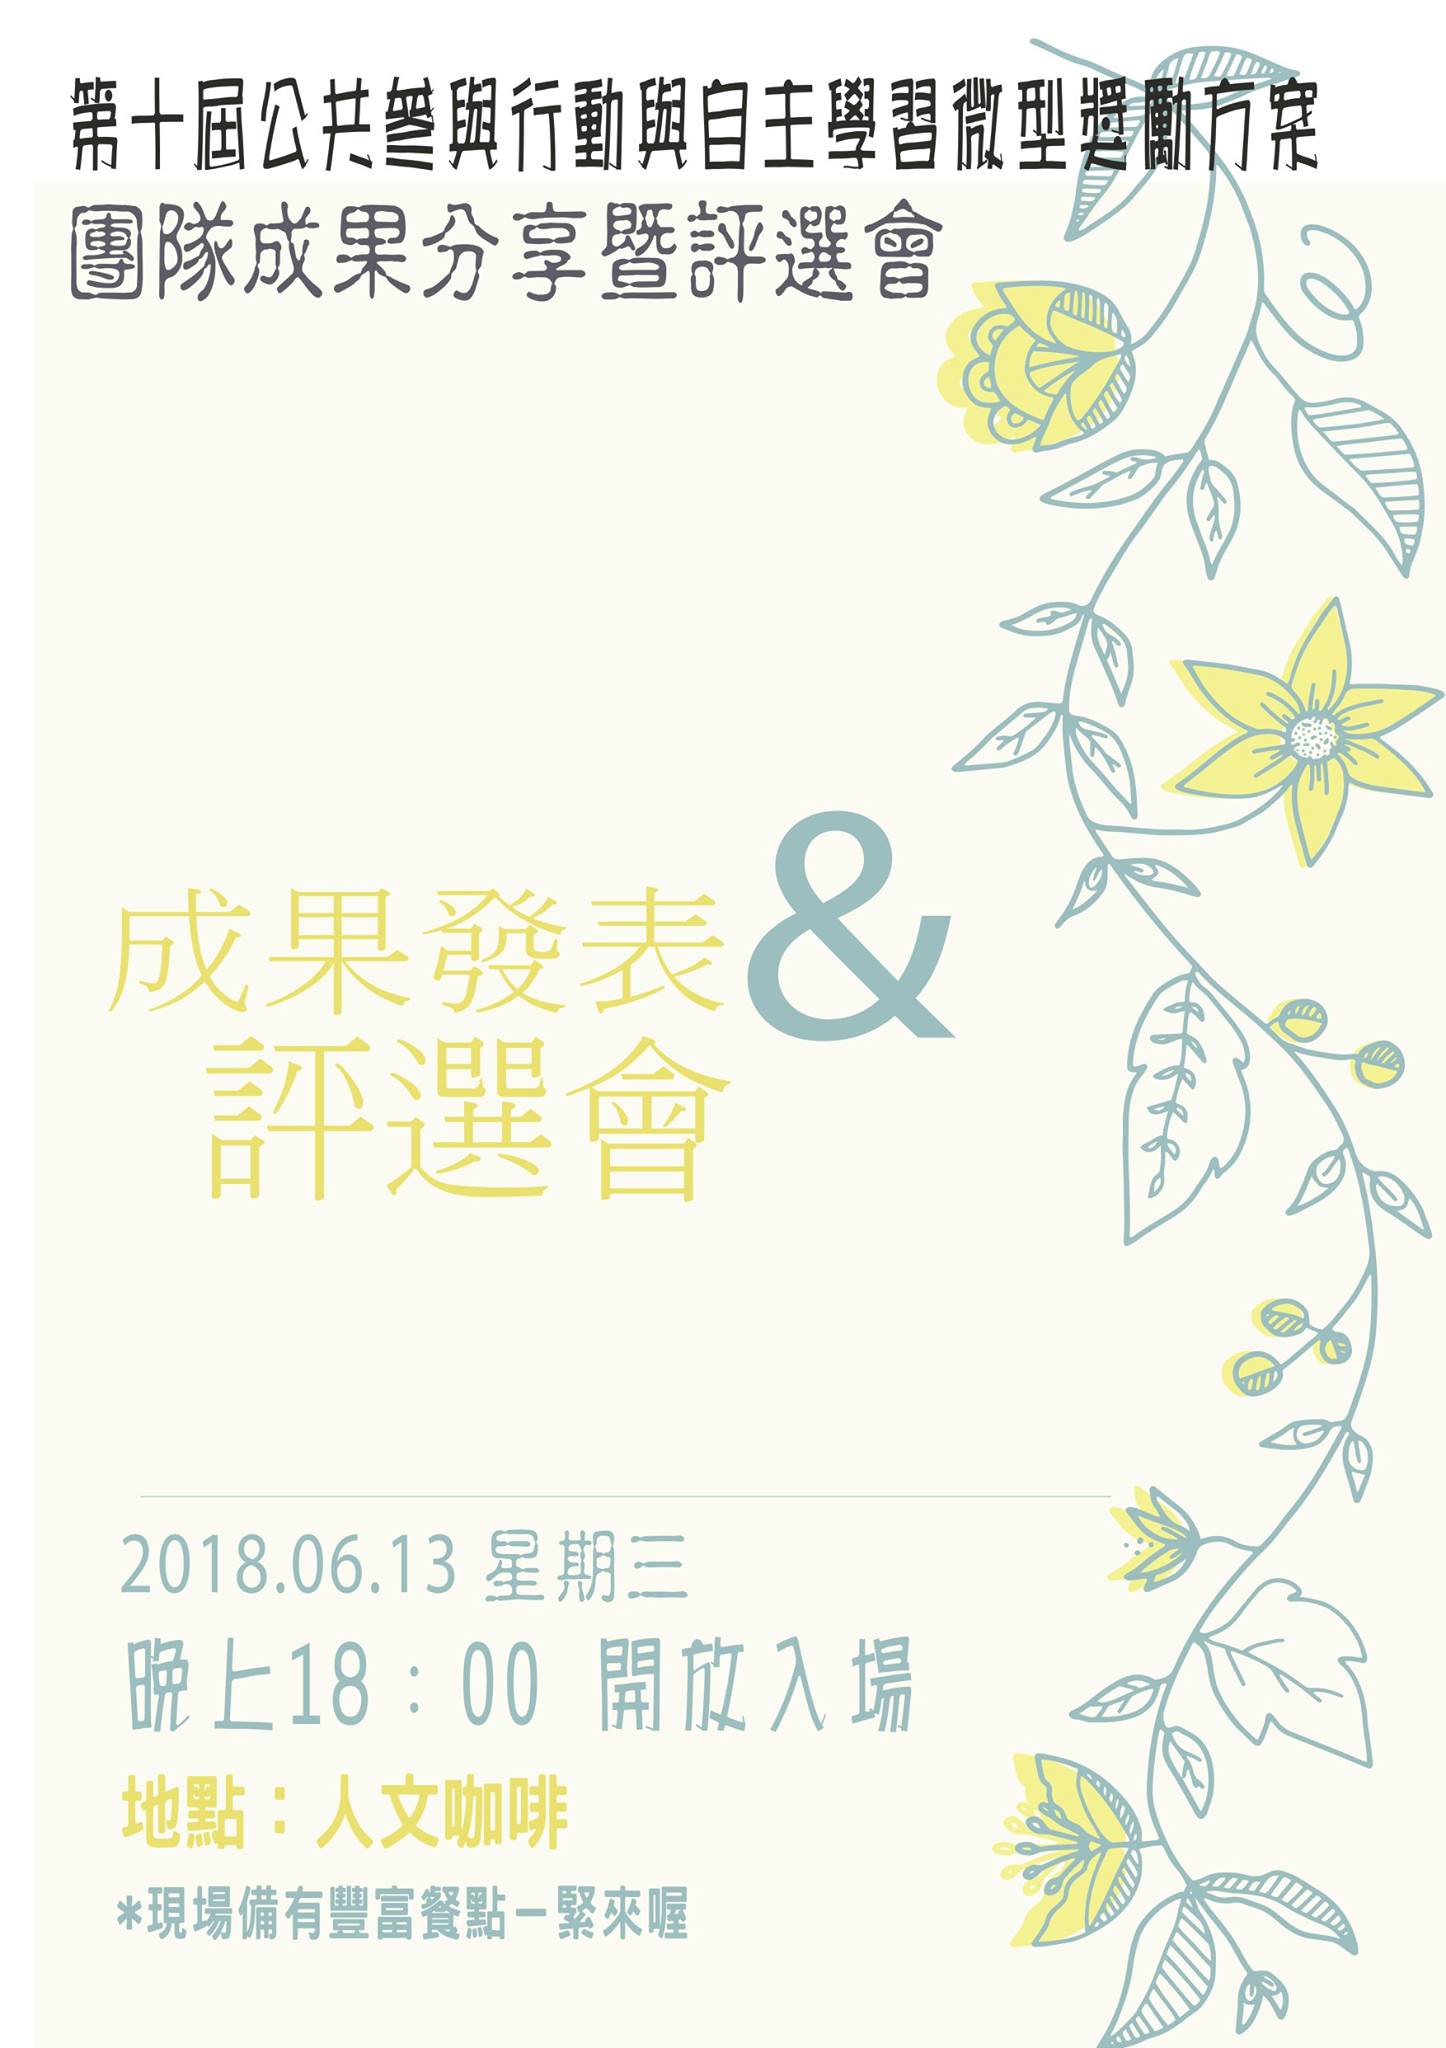 第十屆公共參與行動與自主學習微型獎勵方案
團隊成果分享暨評選會
成果發表&
評選會
2018.06.13 星期三
晚上18：00 開放入場
地點：人文咖啡
*現場備有豐富餐點－緊來喔